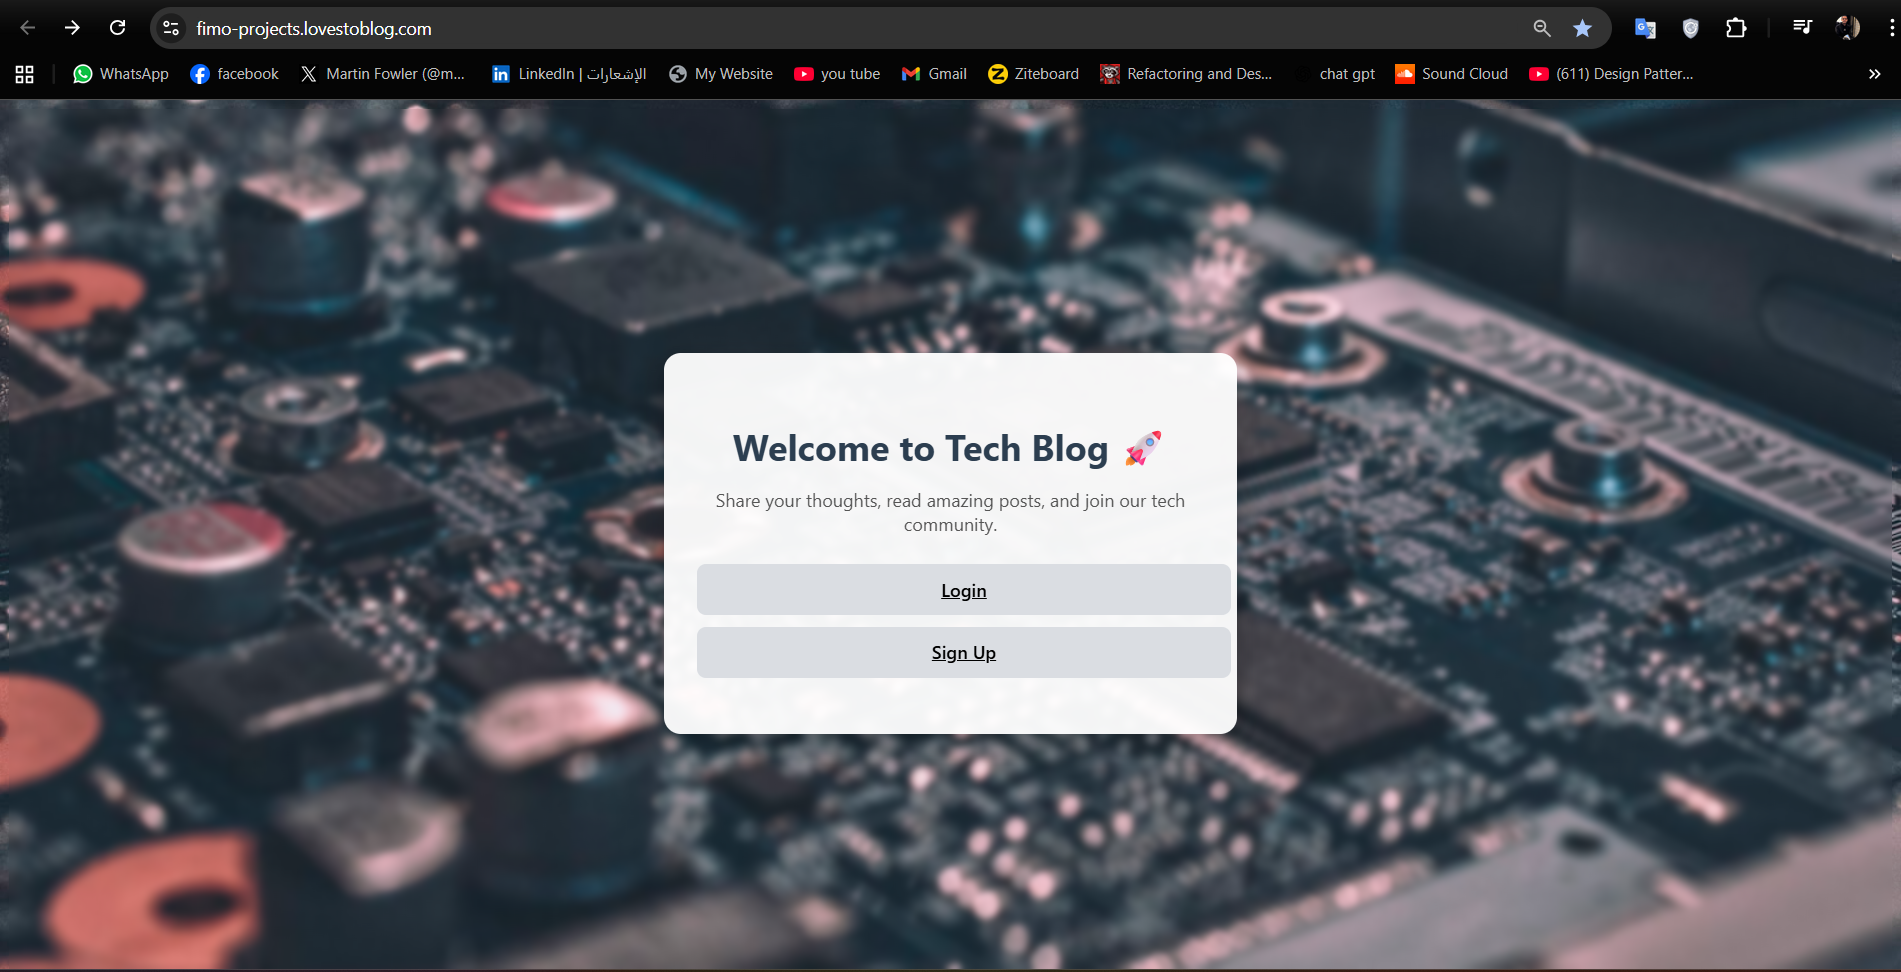 fimo-projects.lovestoblog.com
WhatsApp facebook Martin Fowler (@m... LinkedIn | الإشعارات My Website you tube Gmail Ziteboard Refactoring and Des... chat gpt Sound Cloud (611) Design Patter...
Welcome to Tech Blog 🚀
Share your thoughts, read amazing posts, and join our tech
community.
Login
Sign Up